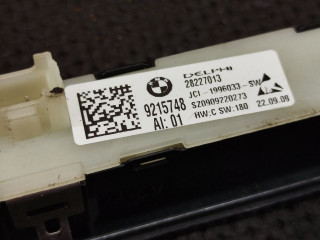 DELPHI
28227013
9215748
JCI -1996033-SW
SZ0909220273
AI: 01
HW:C SW:180
22.09.09